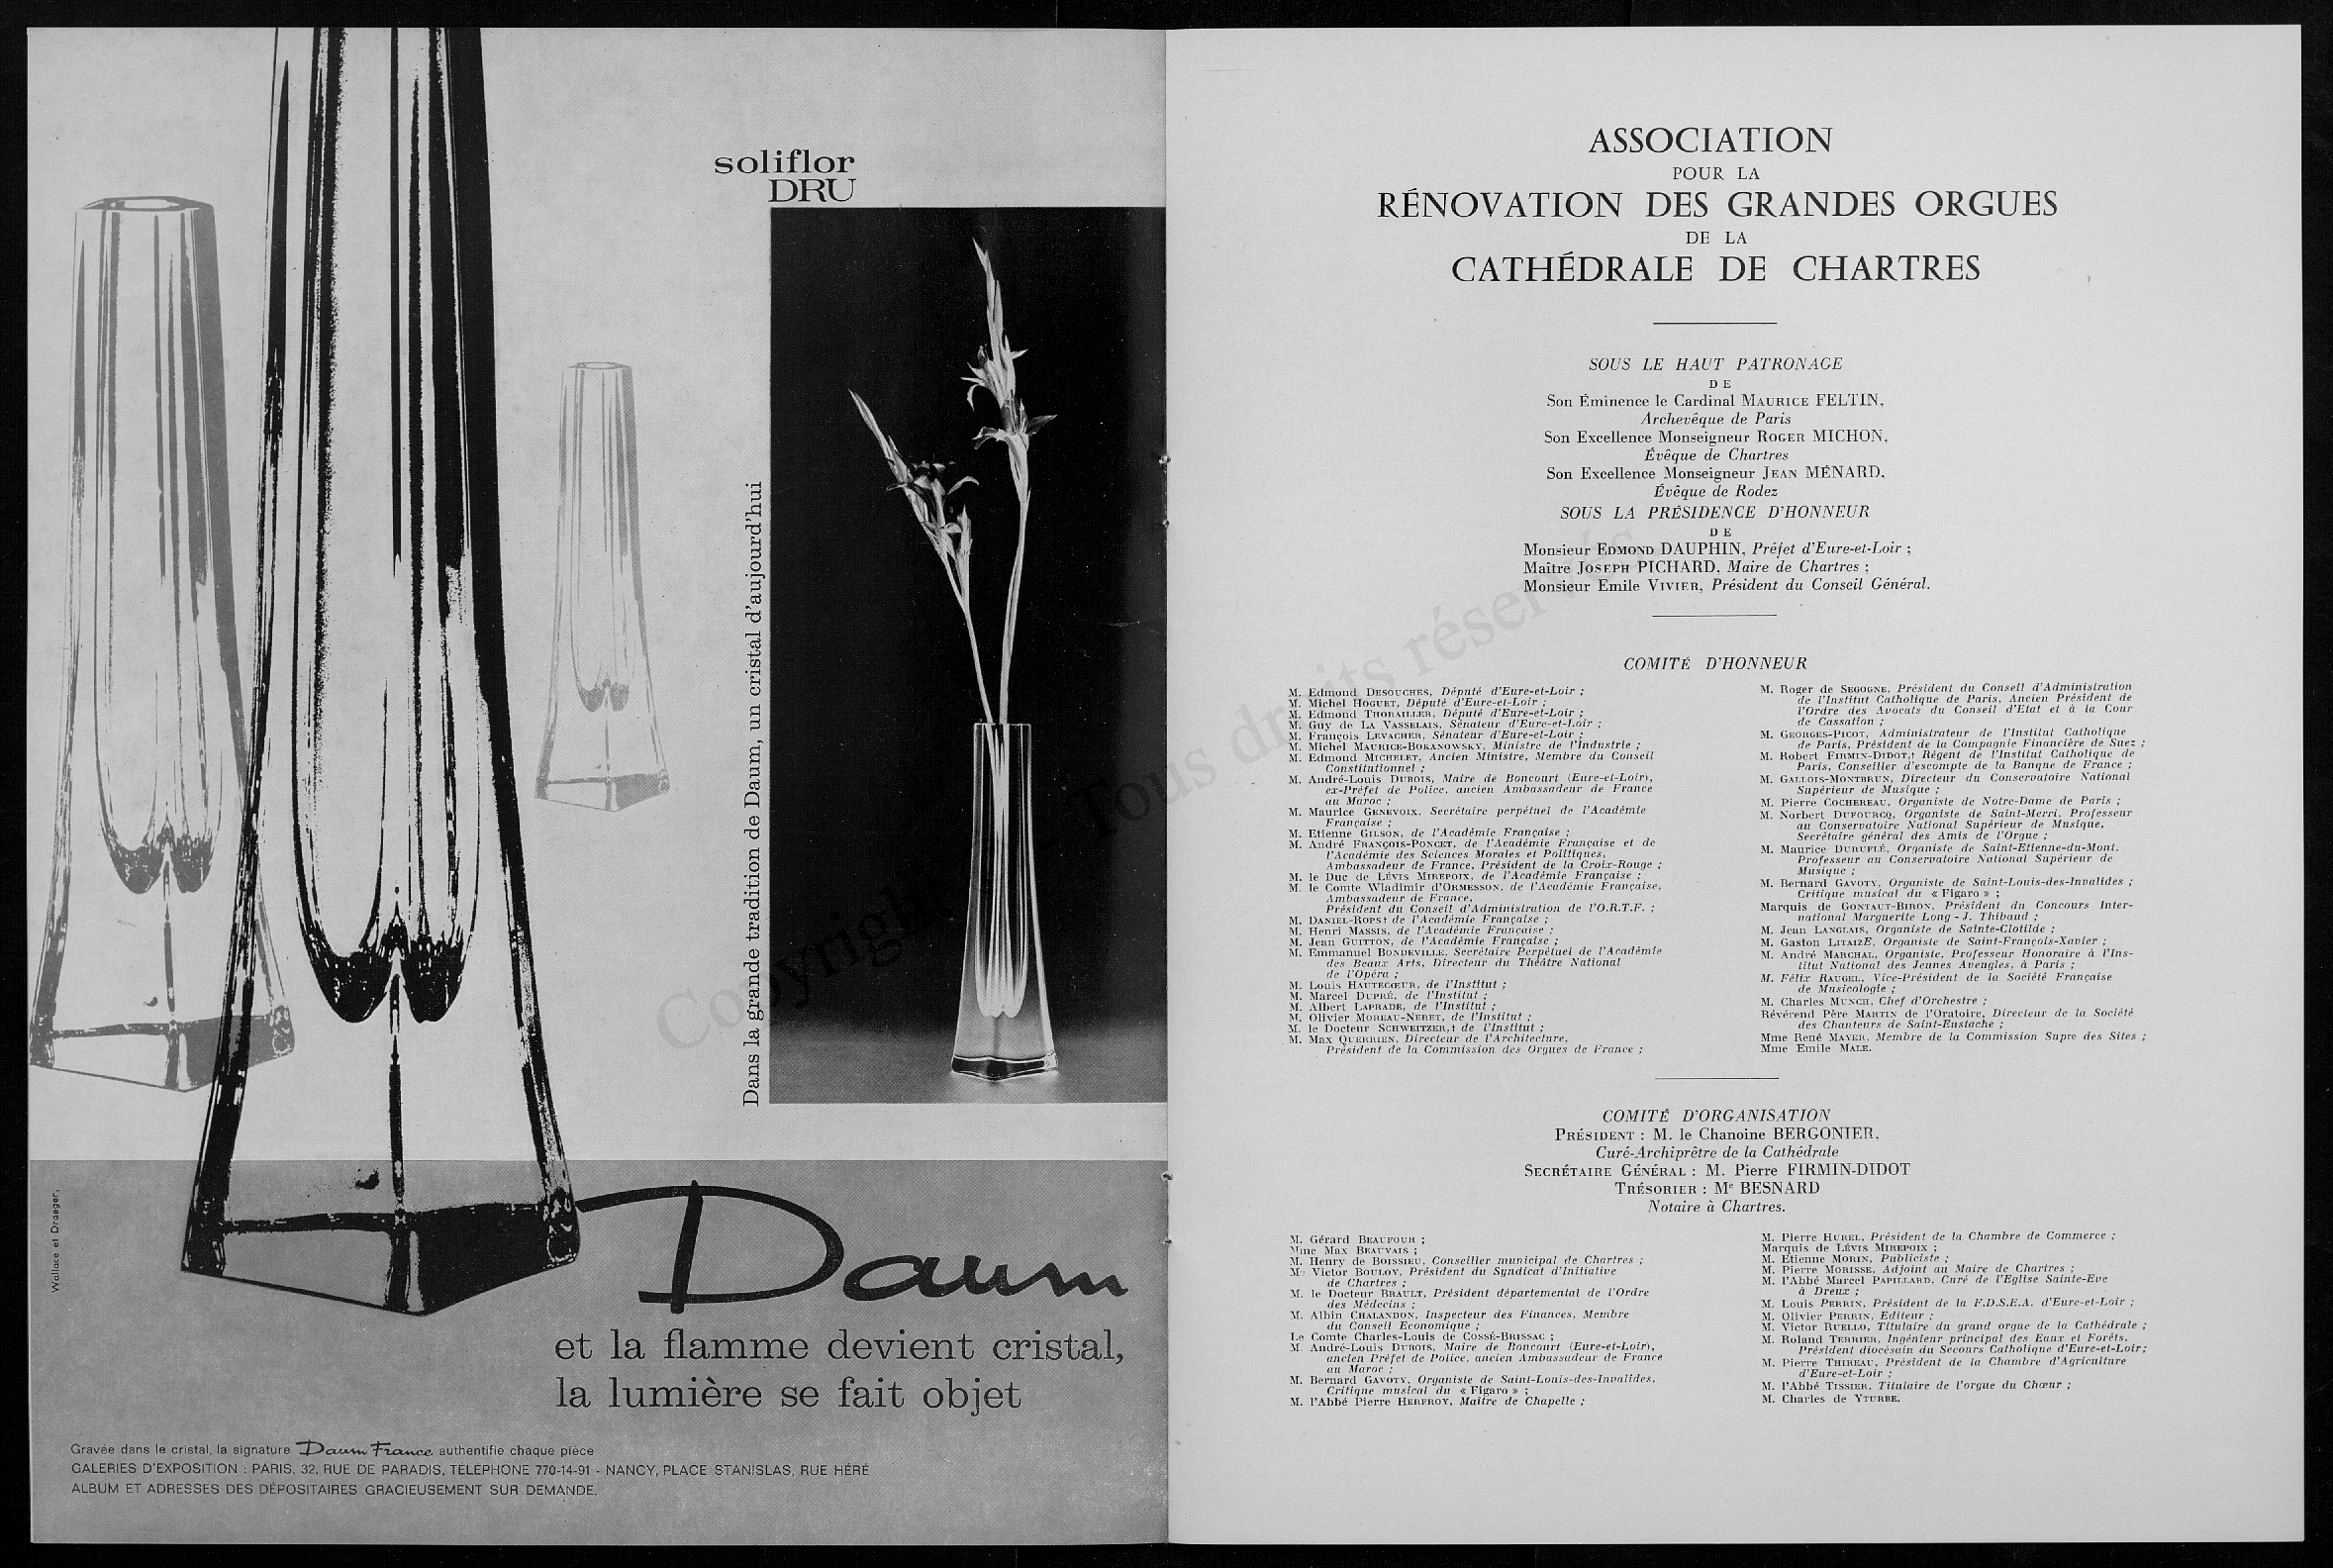 soliflor
DRU
Dans la grande tradition de Daum, un cristal d'aujourd'hui
Wallace et Draeger.
Daum
et la flamme devient cristal,
la lumière se fait objet
Gravée dans le cristal, la signature Daum France authentifie chaque pièce
GALERIES D'EXPOSITION : PARIS, 32, RUE DE PARADIS, TÉLÉPHONE 770-14-91 - NANCY, PLACE STANISLAS, RUE HÉRÉ
ALBUM ET ADRESSES DES DÉPOSITAIRES GRACIEUSEMENT SUR DEMANDE.
Copyright Tous droits réservés
ASSOCIATION
POUR LA
RÉNOVATION DES GRANDES ORGUES
DE LA
CATHÉDRALE DE CHARTRES
SOUS LE HAUT PATRONAGE
DE
Son Éminence le Cardinal MAURICE FELTIN,
Archevêque de Paris
Son Excellence Monseigneur ROGER MICHON,
Évêque de Chartres
Son Excellence Monseigneur JEAN MÉNARD,
Évêque de Rodez
SOUS LA PRÉSIDENCE D'HONNEUR
DE
Monsieur EDMOND DAUPHIN, Préfet d'Eure-et-Loir ;
Maître JOSEPH PICHARD, Maire de Chartres ;
Monsieur Emile VIVIER, Président du Conseil Général.
COMITÉ D'HONNEUR
M. Edmond DESOUCHES, Député d'Eure-et-Loir ;
M. Michel HOGUET, Député d'Eure-et-Loir ;
M. Edmond THORAILLER, Député d'Eure-et-Loir ;
M. Guy de LA VASSELAIS, Sénateur d'Eure-et-Loir ;
M. François LEVACHER, Sénateur d'Eure-et-Loir ;
M. Michel MAURICE-BOKANOWSKY, Ministre de l'Industrie ;
M. Edmond MICHELET, Ancien Ministre, Membre du Conseil
Constitutionnel ;
M. André-Louis DUBOIS, Maire de Boncourt (Eure-et-Loir),
ex-Préfet de Police, ancien Ambassadeur de France
au Maroc ;
M. Maurice GENEVOIX, Secrétaire perpétuel de l'Académie
Française ;
M. Etienne GILSON, de l'Académie Française ;
M. André FRANÇOIS-PONCET, de l'Académie Française et de
l'Académie des Sciences Morales et Politiques,
Ambassadeur de France, Président de la Croix-Rouge ;
M. le Duc de LÉVIS MIREPOIX, de l'Académie Française ;
M. le Comte Wladimir d'ORMESSON, de l'Académie Française,
Ambassadeur de France,
Président du Conseil d'Administration de l'O.R.T.F. ;
M. DANIEL-ROPS† de l'Académie Française ;
M. Henri MASSIS, de l'Académie Française ;
M. Jean GUITTON, de l'Académie Française ;
M. Emmanuel BONDEVILLE, Secrétaire Perpétuel de l'Académie
des Beaux Arts, Directeur du Théâtre National
de l'Opéra ;
M. Louis HAUTECŒUR, de l'Institut ;
M. Marcel DUPRÉ, de l'Institut ;
M. Albert LAPRADE, de l'Institut ;
M. Olivier MOREAU-NERET, de l'Institut ;
M. le Docteur SCHWEITZER,† de l'Institut ;
M. Max QUERRIEN, Directeur de l'Architecture,
Président de la Commission des Orgues de France ;
M. Roger de SEGOGNE, Président du Conseil d'Administration
de l'Institut Catholique de Paris, Ancien Président de
l'Ordre des Avocats du Conseil d'Etat et à la Cour
de Cassation ;
M. GEORGES-PICOT, Administrateur de l'Institut Catholique
de Paris, Président de la Compagnie Financière de Suez ;
M. Robert FIRMIN-DIDOT,† Régent de l'Institut Catholique de
Paris, Conseiller d'escompte de la Banque de France ;
M. GALLOIS-MONTBRUN, Directeur du Conservatoire National
Supérieur de Musique ;
M. Pierre COCHEREAU, Organiste de Notre-Dame de Paris ;
M. Norbert DUFOURCQ, Organiste de Saint-Merri, Professeur
au Conservatoire National Supérieur de Musique,
Secrétaire général des Amis de l'Orgue ;
M. Maurice DURUFLÉ, Organiste de Saint-Etienne-du-Mont,
Professeur au Conservatoire National Supérieur de
Musique ;
M. Bernard GAVOTY, Organiste de Saint-Louis-des-Invalides ;
Critique musical du « Figaro » ;
Marquis de GONTAUT-BIRON, Président du Concours Inter-
national Marguerite Long - J. Thibaud ;
M. Jean LANGLAIS, Organiste de Sainte-Clotilde ;
M. Gaston LITAIZE, Organiste de Saint-François-Xavier ;
M. André MARCHAL, Organiste, Professeur Honoraire à l'Ins-
titut National des Jeunes Aveugles, à Paris ;
M. Félix RAUGEL, Vice-Président de la Société Française
de Musicologie ;
M. Charles MUNCH, Chef d'Orchestre ;
Révérend Père MARTIN de l'Oratoire, Directeur de la Société
des Chanteurs de Saint-Eustache ;
Mme René MAYER, Membre de la Commission Supre des Sites ;
Mme Emile MALE.
COMITÉ D'ORGANISATION
PRÉSIDENT : M. le Chanoine BERGONIER,
Curé-Archiprêtre de la Cathédrale
SECRÉTAIRE GÉNÉRAL : M. Pierre FIRMIN-DIDOT
TRÉSORIER : Me BESNARD
Notaire à Chartres.
M. Gérard BEAUFOUR ;
Mme Max BEAUVAIS ;
M. Henry de BOISSIEU, Conseiller municipal de Chartres ;
Me Victor BOULOY, Président du Syndicat d'Initiative
de Chartres ;
M. le Docteur BRAULT, Président départemental de l'Ordre
des Médecins ;
M. Albin CHALANDON, Inspecteur des Finances, Membre
du Conseil Economique ;
Le Comte Charles-Louis de COSSÉ-BRISSAC ;
M. André-Louis DUBOIS, Maire de Boncourt (Eure-et-Loir),
ancien Préfet de Police, ancien Ambassadeur de France
au Maroc ;
M. Bernard GAVOTY, Organiste de Saint-Louis-des-Invalides,
Critique musical du « Figaro » ;
M. l'Abbé Pierre HERFROY, Maître de Chapelle ;
M. Pierre HUREL, Président de la Chambre de Commerce ;
Marquis de LÉVIS MIREPOIX ;
M. Etienne MORIN, Publiciste ;
M. Pierre MORISSE, Adjoint au Maire de Chartres ;
M. l'Abbé Marcel PAPILLARD, Curé de l'Eglise Sainte-Eve
à Dreux ;
M. Louis PERRIN, Président de la F.D.S.E.A. d'Eure-et-Loir ;
M. Olivier PERRIN, Editeur ;
M. Victor RUELLO, Titulaire du grand orgue de la Cathédrale ;
M. Roland TERRIER, Ingénieur principal des Eaux et Forêts,
Président diocésain du Secours Catholique d'Eure-et-Loir;
M. Pierre THIREAU, Président de la Chambre d'Agriculture
d'Eure-et-Loir ;
M. l'Abbé TISSIER, Titulaire de l'orgue du Chœur ;
M. Charles de YTURBE.